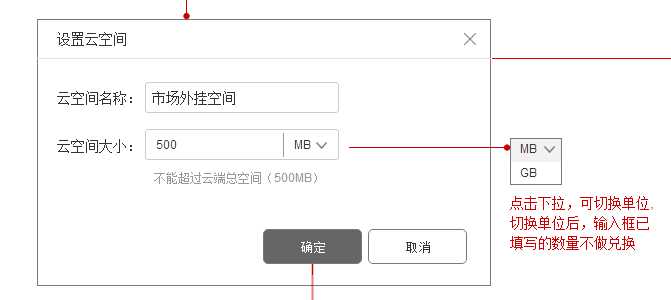 设置云空间
云空间名称： 市场外挂空间
云空间大小： 500 MB
不能超过云端总空间（500MB）
确定 取消
MB
GB
点击下拉，可切换单位,
切换单位后，输入框已
填写的数量不做兑换